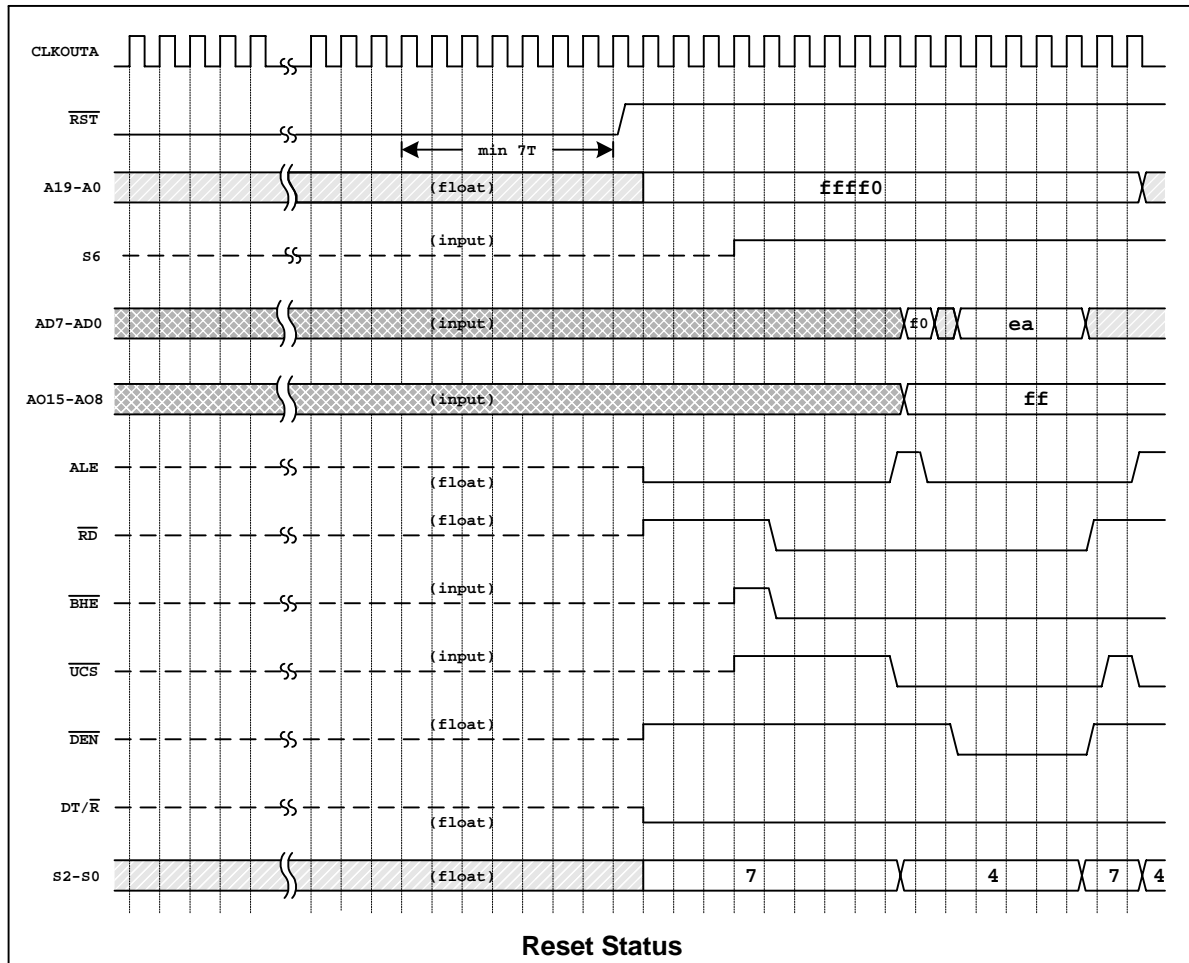 CLKOUTA
RST
min 7T
A19-A0 (float) ffff0
(input)
S6
AD7-AD0 (input) f0 ea
AO15-AO8 (input) ff
ALE
(float)
(float)
RD
(input)
BHE
(input)
UCS
(float)
DEN
DT/R
(float)
S2-S0 (float) 7 4 7 4
Reset Status